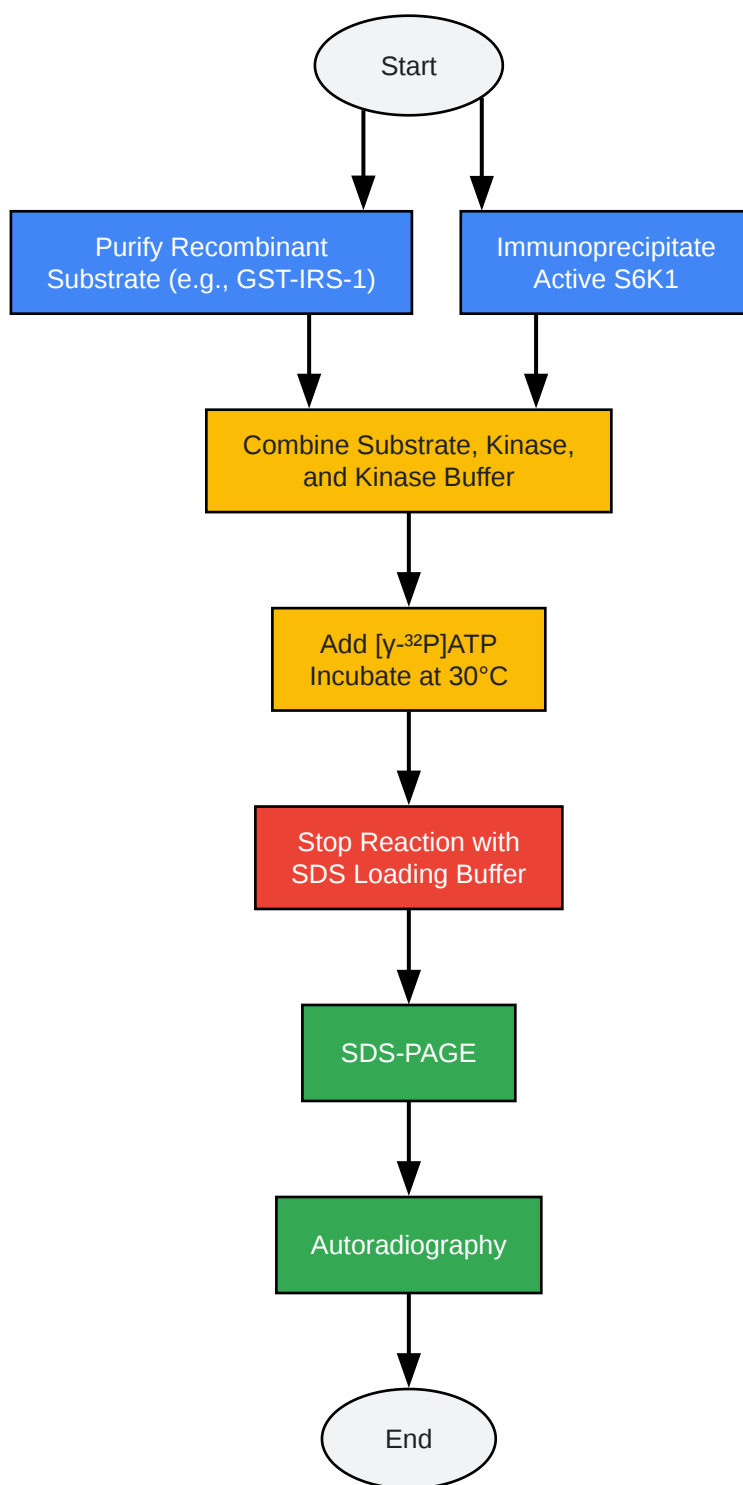 Start
Purify Recombinant
Substrate (e.g., GST-IRS-1)
Immunoprecipitate
Active S6K1
Combine Substrate, Kinase,
and Kinase Buffer
Add [γ-³²P]ATP
Incubate at 30°C
Stop Reaction with
SDS Loading Buffer
SDS-PAGE
Autoradiography
End